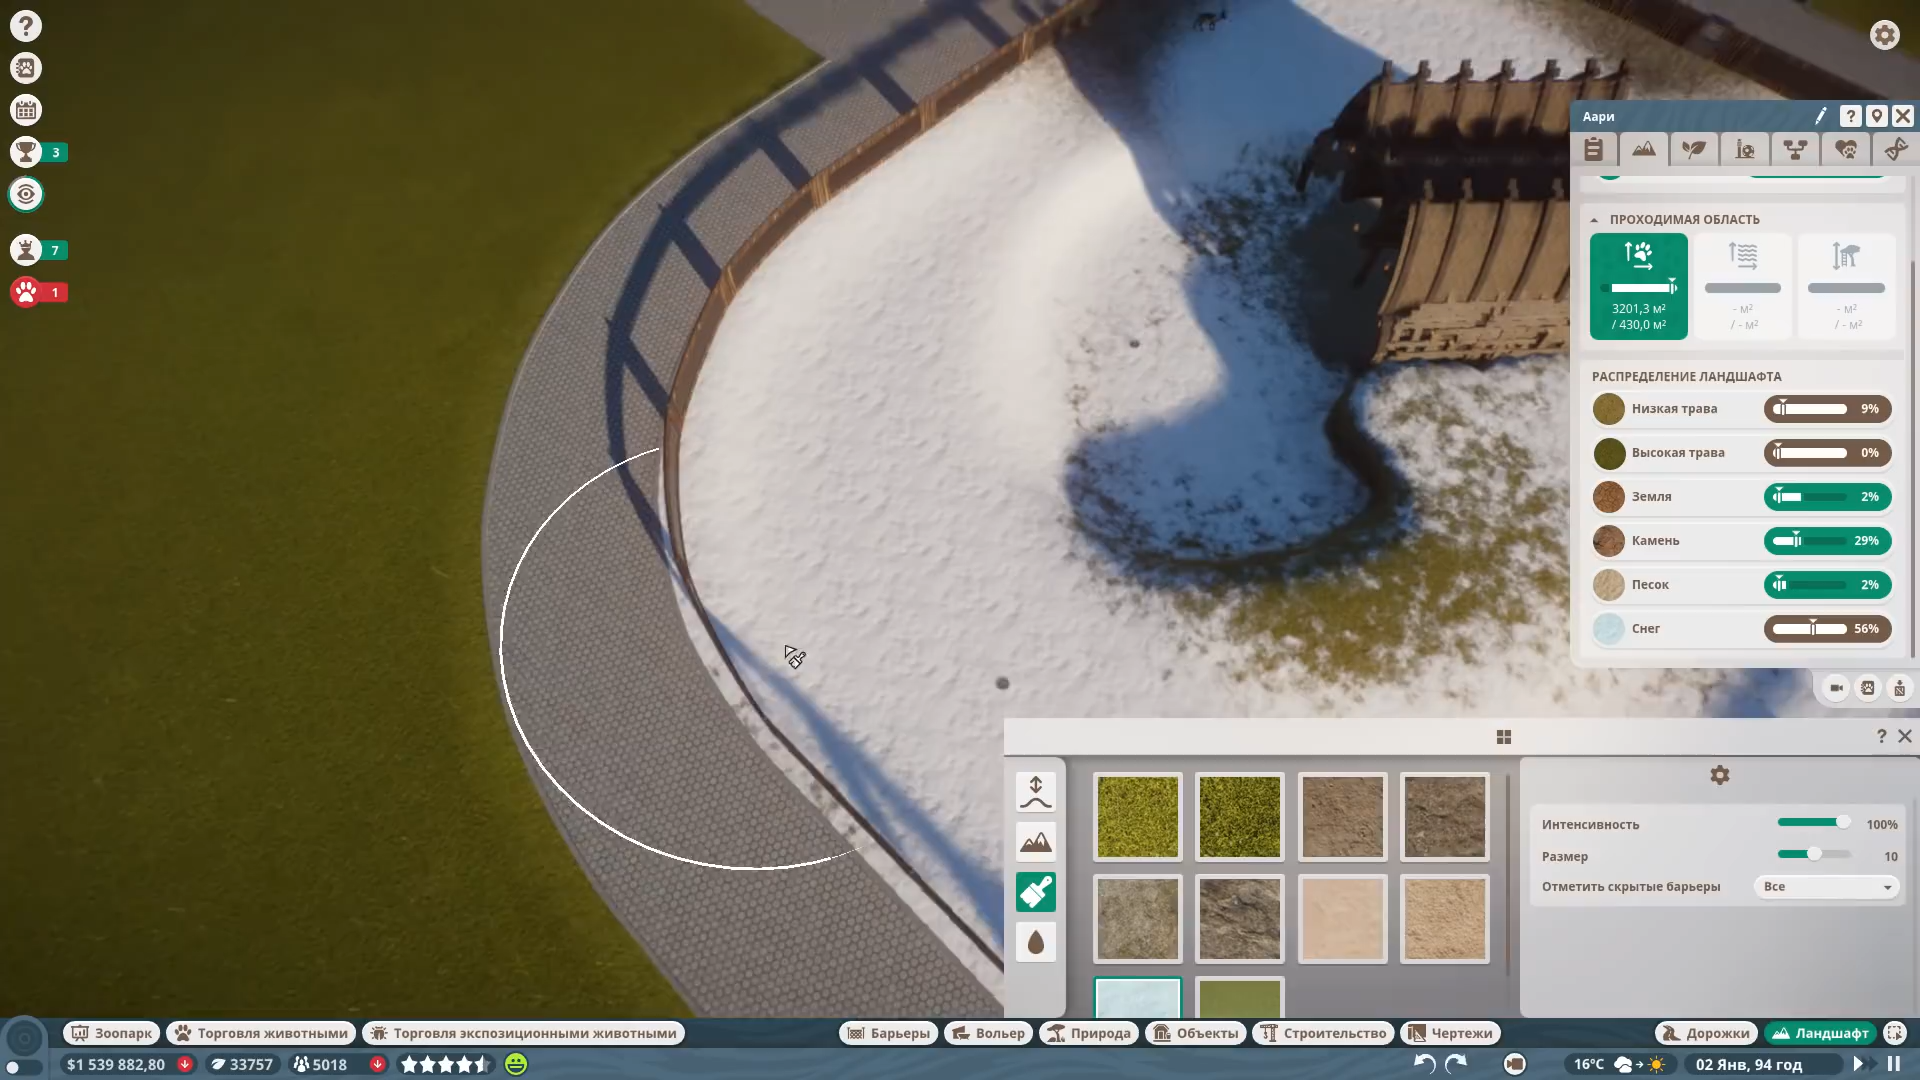 ?
3
7
1
Аари
?
ПРОХОДИМАЯ ОБЛАСТЬ
3201,3 м² / 430,0 м²
- м² / - м²
- м² / - м²
РАСПРЕДЕЛЕНИЕ ЛАНДШАФТА
Низкая трава 9%
Высокая трава 0%
Земля 2%
Камень 29%
Песок 2%
Снег 56%
?
Интенсивность 100%
Размер 10
Отметить скрытые барьеры Все
Зоопарк Торговля животными Торговля экспозиционными животными Барьеры Вольер Природа Объекты Строительство Чертежи Дорожки Ландшафт
$1 539 882,80 33757 5018 16°C 02 Янв, 94 год